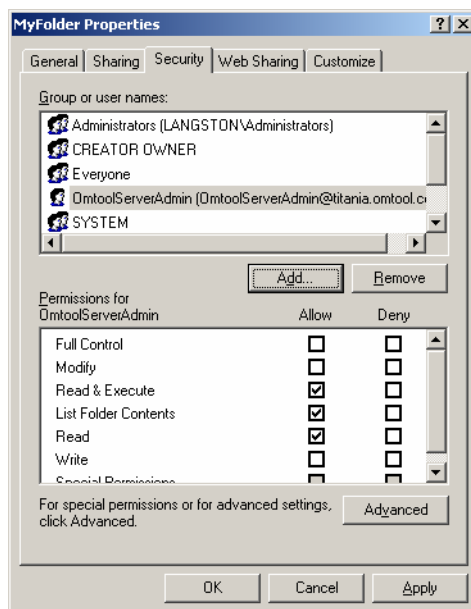 MyFolder Properties
General Sharing Security Web Sharing Customize
Group or user names:
Administrators (LANGSTON\Administrators)
CREATOR OWNER
Everyone
OmtoolServerAdmin (OmtoolServerAdmin@titania.omtool.c
SYSTEM
Add... Remove
Permissions for
OmtoolServerAdmin Allow Deny
Full Control
Modify
Read & Execute
List Folder Contents
Read
Write
Special Permissions
For special permissions or for advanced settings,
click Advanced.
Advanced
OK Cancel Apply